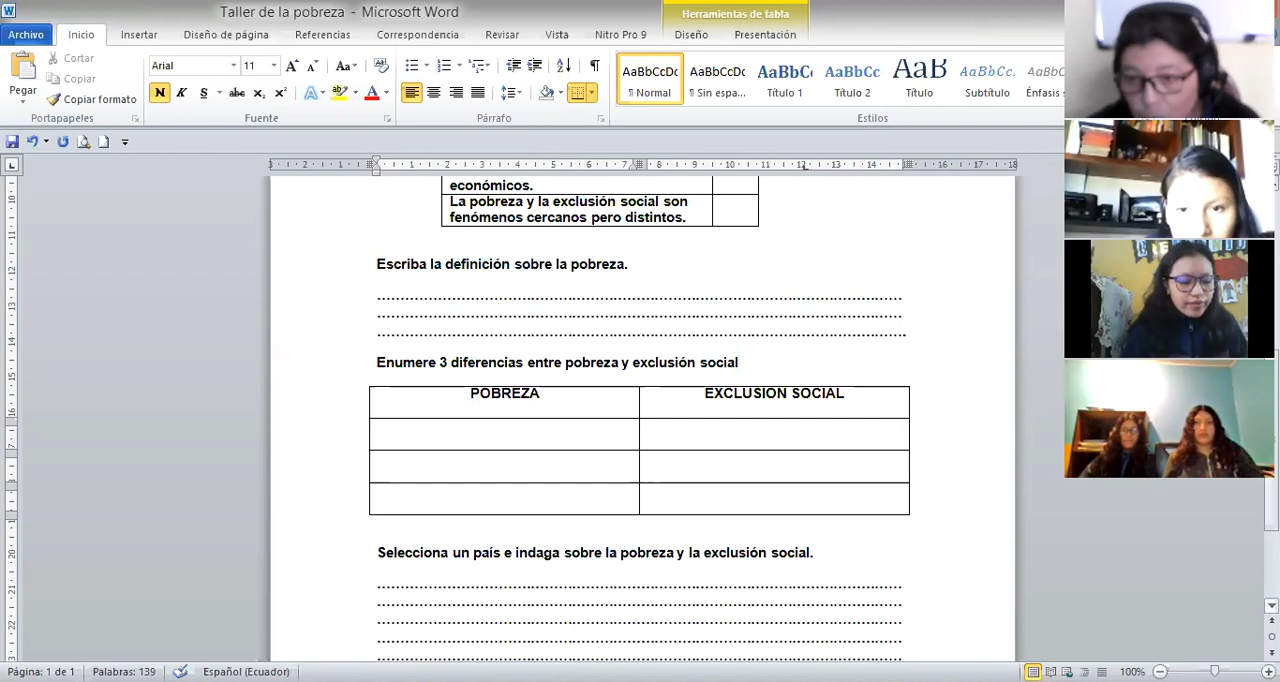 Taller de la pobreza - Microsoft Word
Herramientas de tabla
Archivo Inicio Insertar Diseño de página Referencias Correspondencia Revisar Vista Nitro Pro 9 Diseño Presentación
Cortar
Copiar
Copiar formato
Pegar
Portapapeles
Arial 11
Fuente
Párrafo
AaBbCcDc AaBbCcDc AaBbC AaBbCc AaB AaBbCc.
¶ Normal ¶ Sin espa... Título 1 Título 2 Título Subtítulo Énfasis
Estilos
económicos.
La pobreza y la exclusión social son
fenómenos cercanos pero distintos.
Escriba la definición sobre la pobreza.
Enumere 3 diferencias entre pobreza y exclusión social
POBREZA EXCLUSION SOCIAL
Selecciona un país e indaga sobre la pobreza y la exclusión social.
Página: 1 de 1 Palabras: 139 Español (Ecuador) 100%